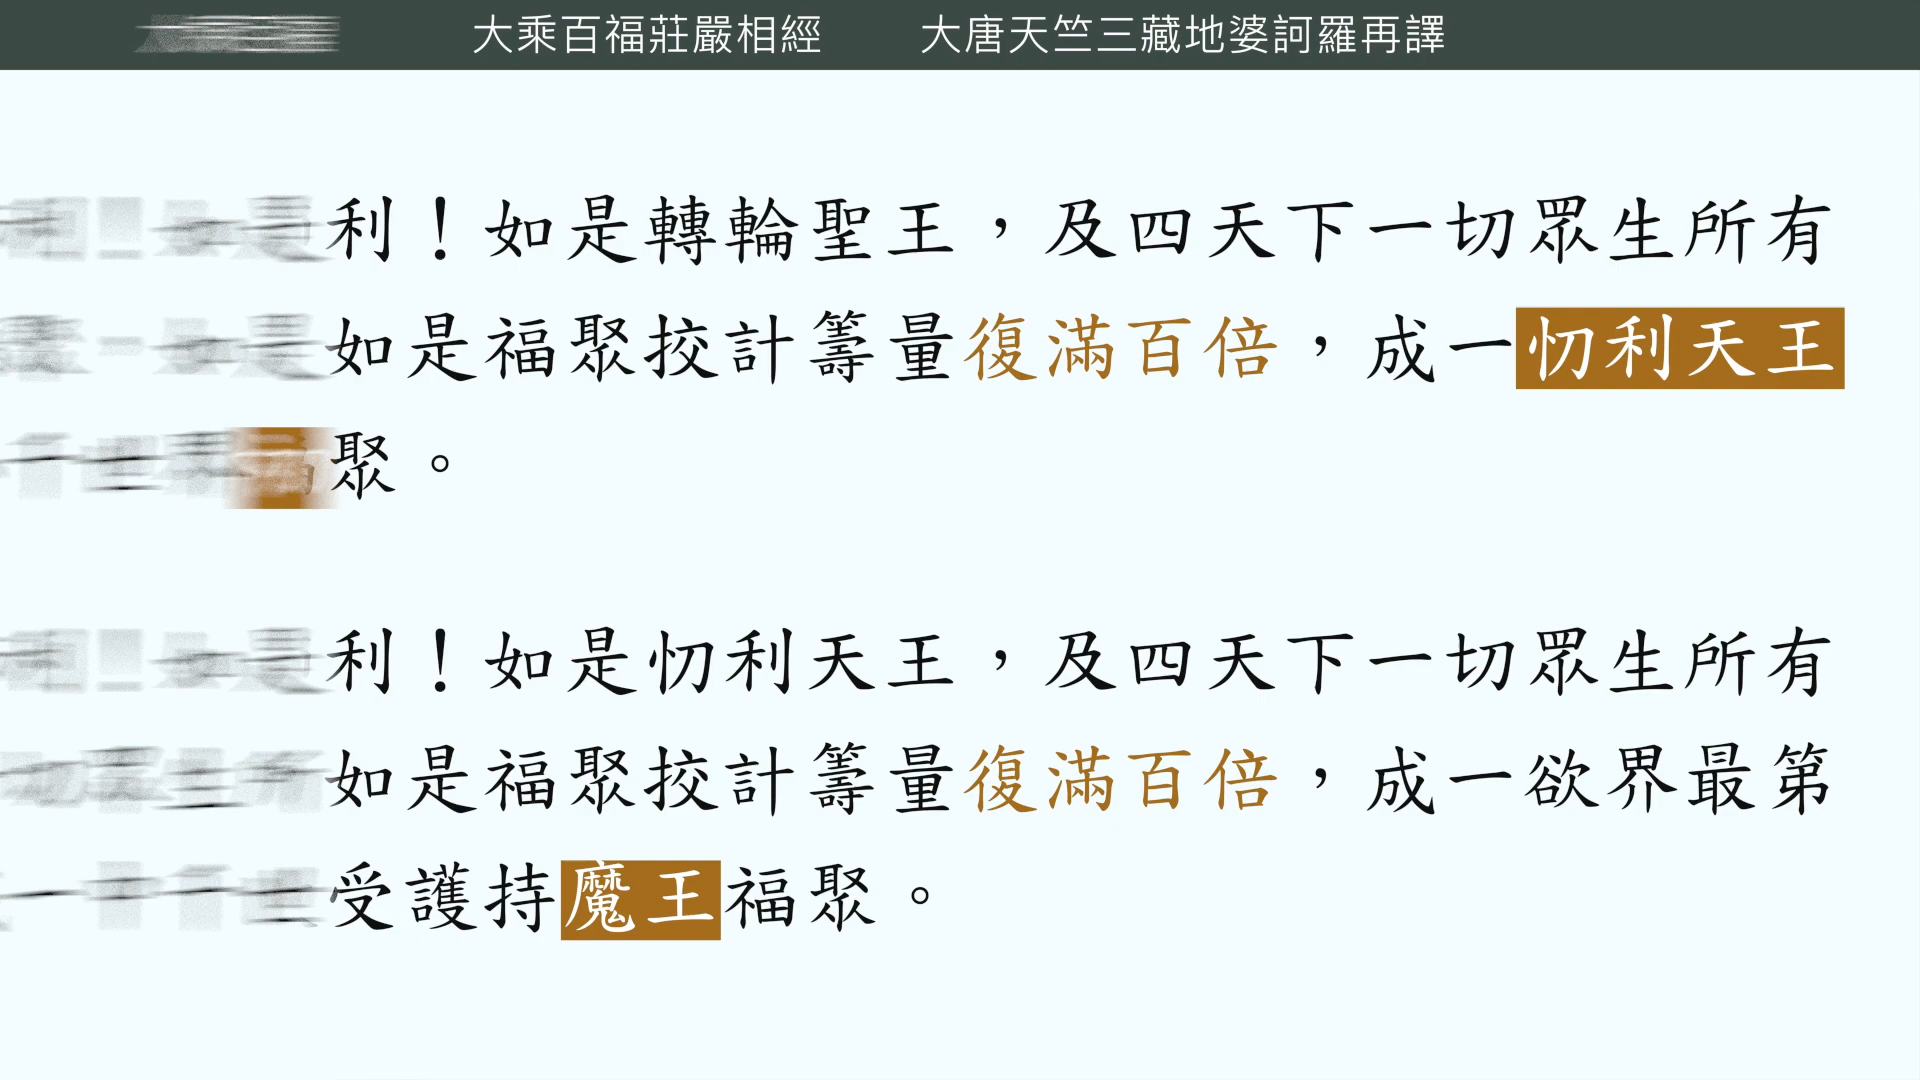 大乘百福莊嚴相經 大唐天竺三藏地婆訶羅再譯
利！如是轉輪聖王，及四天下一切眾生所有
如是福聚挍計籌量復滿百倍，成一忉利天王
聚。
利！如是忉利天王，及四天下一切眾生所有
如是福聚挍計籌量復滿百倍，成一欲界最第
受護持魔王福聚。